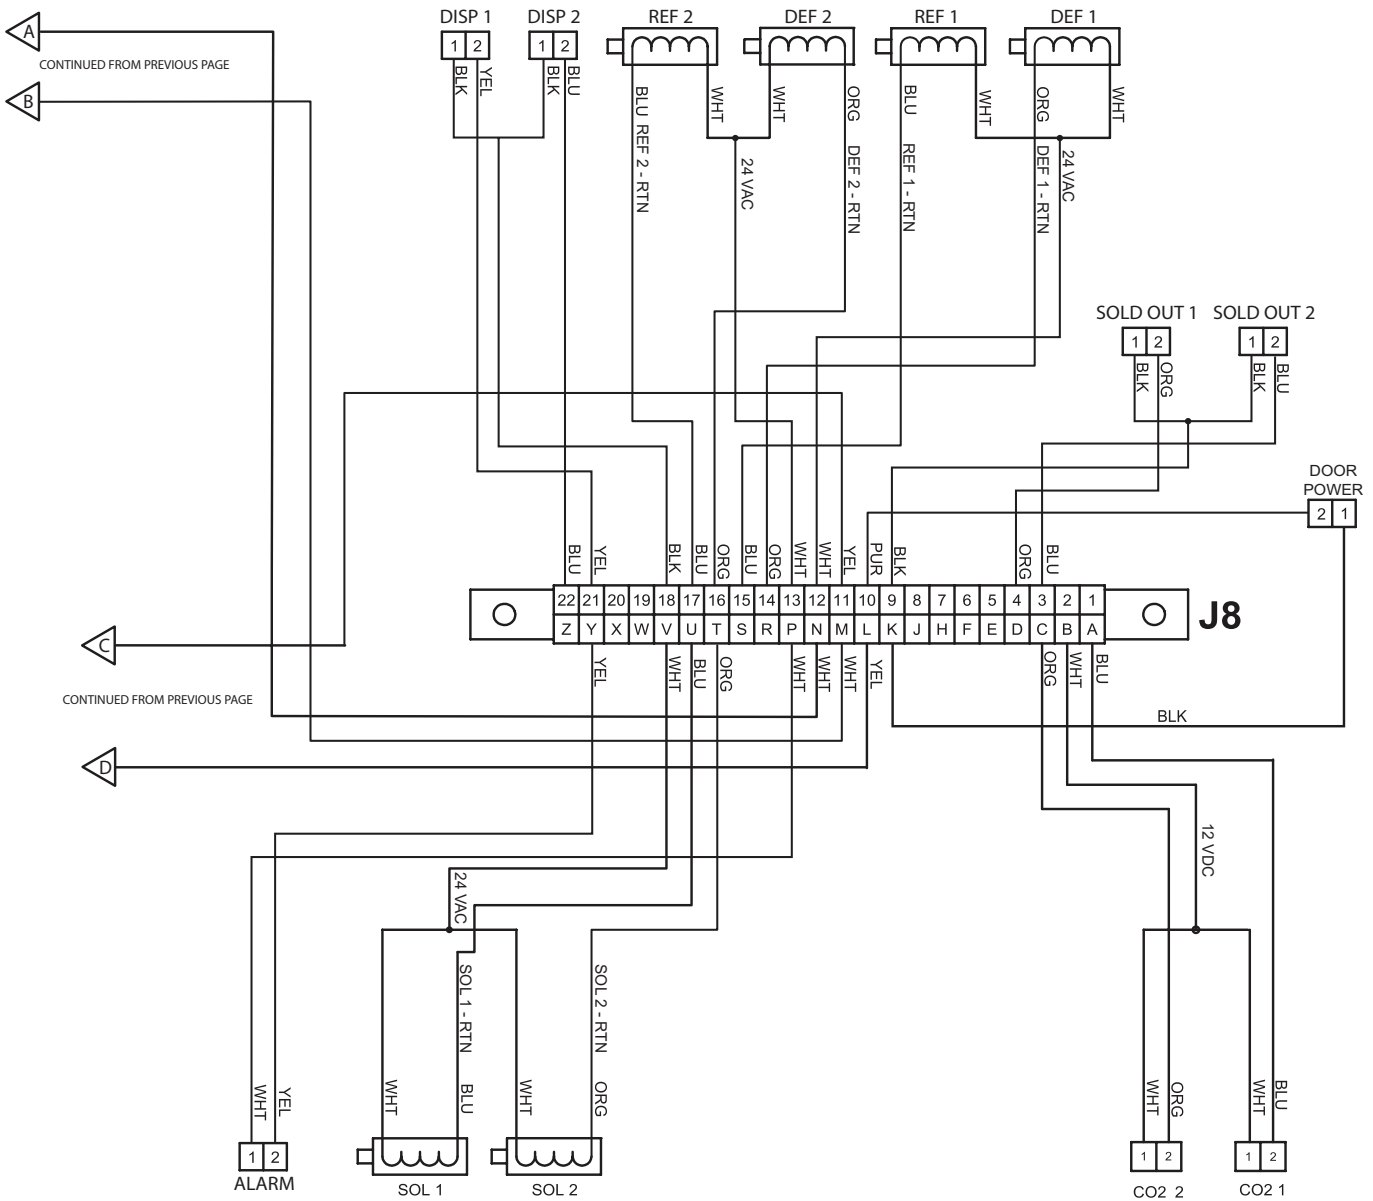 DISP 1 DISP 2 REF 2 DEF 2 REF 1 DEF 1
A
CONTINUED FROM PREVIOUS PAGE
B
1 2 1 2
BLK YEL BLK BLU
BLU REF 2 - RTN
WHT
WHT
24 VAC
ORG DEF 2 - RTN
BLU REF 1 - RTN
WHT
ORG DEF 1 - RTN
24 VAC
WHT
SOLD OUT 1 SOLD OUT 2
1 2 1 2
BLK ORG BLK BLU
DOOR
POWER
2 1
BLU YEL BLK BLU ORG BLU ORG WHT WHT YEL PUR BLK ORG BLU
22 21 20 19 18 17 16 15 14 13 12 11 10 9 8 7 6 5 4 3 2 1
Z Y X W V U T S R P N M L K J H F E D C B A
J8
YEL WHT BLU ORG WHT WHT WHT YEL ORG WHT BLU
C
CONTINUED FROM PREVIOUS PAGE
BLK
D
12 VDC
24 VAC
SOL 1 - RTN
SOL 2 - RTN
WHT YEL WHT BLU WHT ORG WHT ORG WHT BLU
1 2
ALARM
SOL 1
SOL 2
1 2
CO2 2
1 2
CO2 1